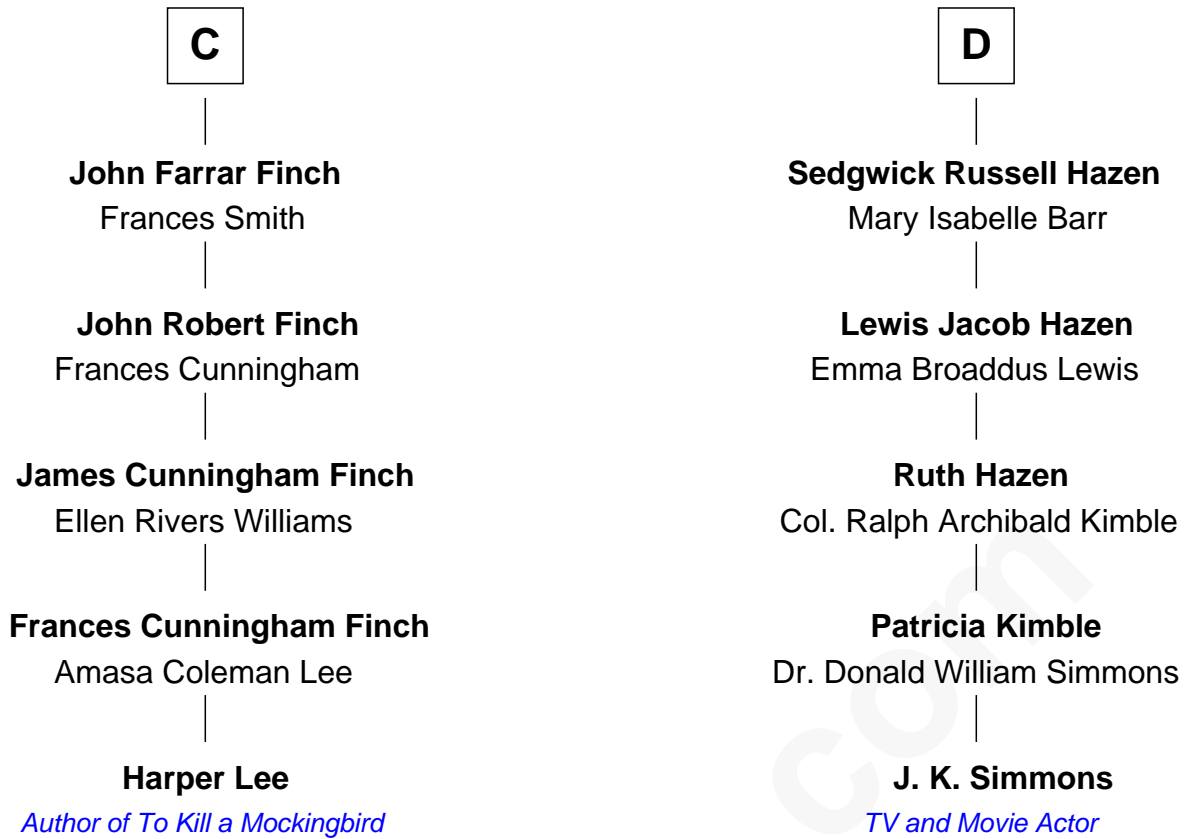 C
John Farrar Finch
Frances Smith
John Robert Finch
Frances Cunningham
James Cunningham Finch
Ellen Rivers Williams
Frances Cunningham Finch
Amasa Coleman Lee
Harper Lee
Author of To Kill a Mockingbird
D
Sedgwick Russell Hazen
Mary Isabelle Barr
Lewis Jacob Hazen
Emma Broaddus Lewis
Ruth Hazen
Col. Ralph Archibald Kimble
Patricia Kimble
Dr. Donald William Simmons
J. K. Simmons
TV and Movie Actor
com